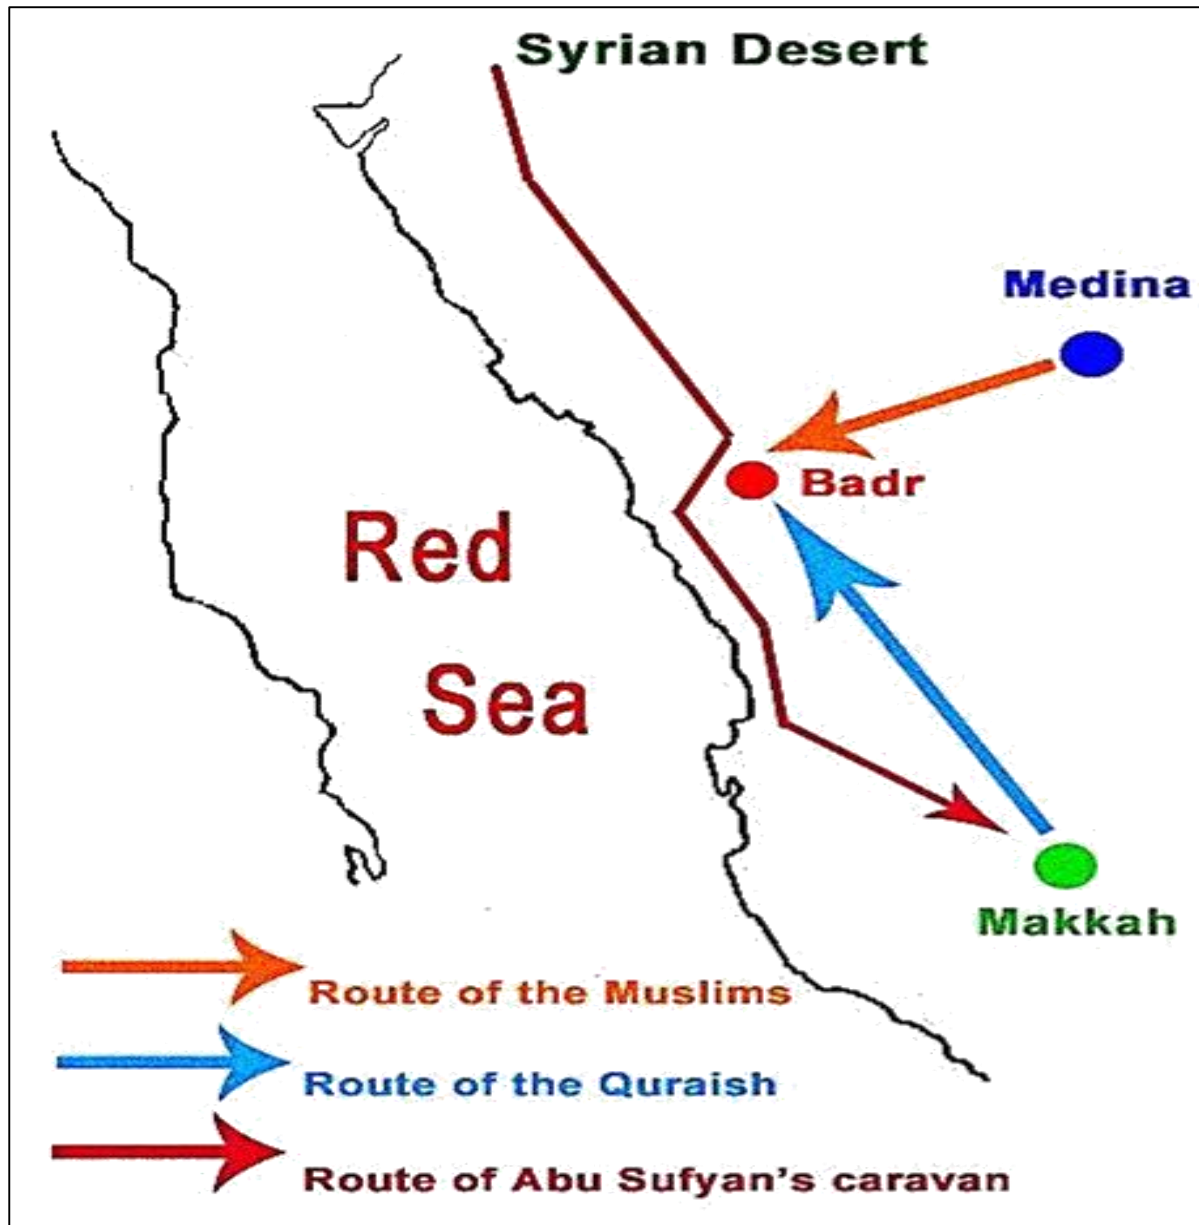 Syrian Desert
Medina
Badr
Red
Sea
Makkah
Route of the Muslims
Route of the Quraish
Route of Abu Sufyan's caravan